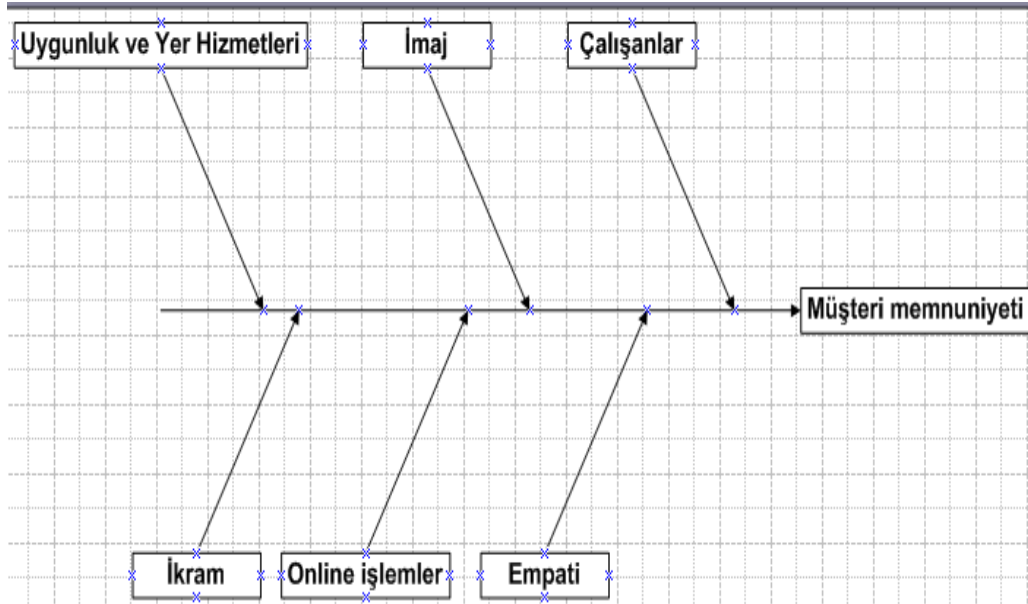 Uygunluk ve Yer Hizmetleri
İmaj
Çalışanlar
Müşteri memnuniyeti
İkram
Online işlemler
Empati